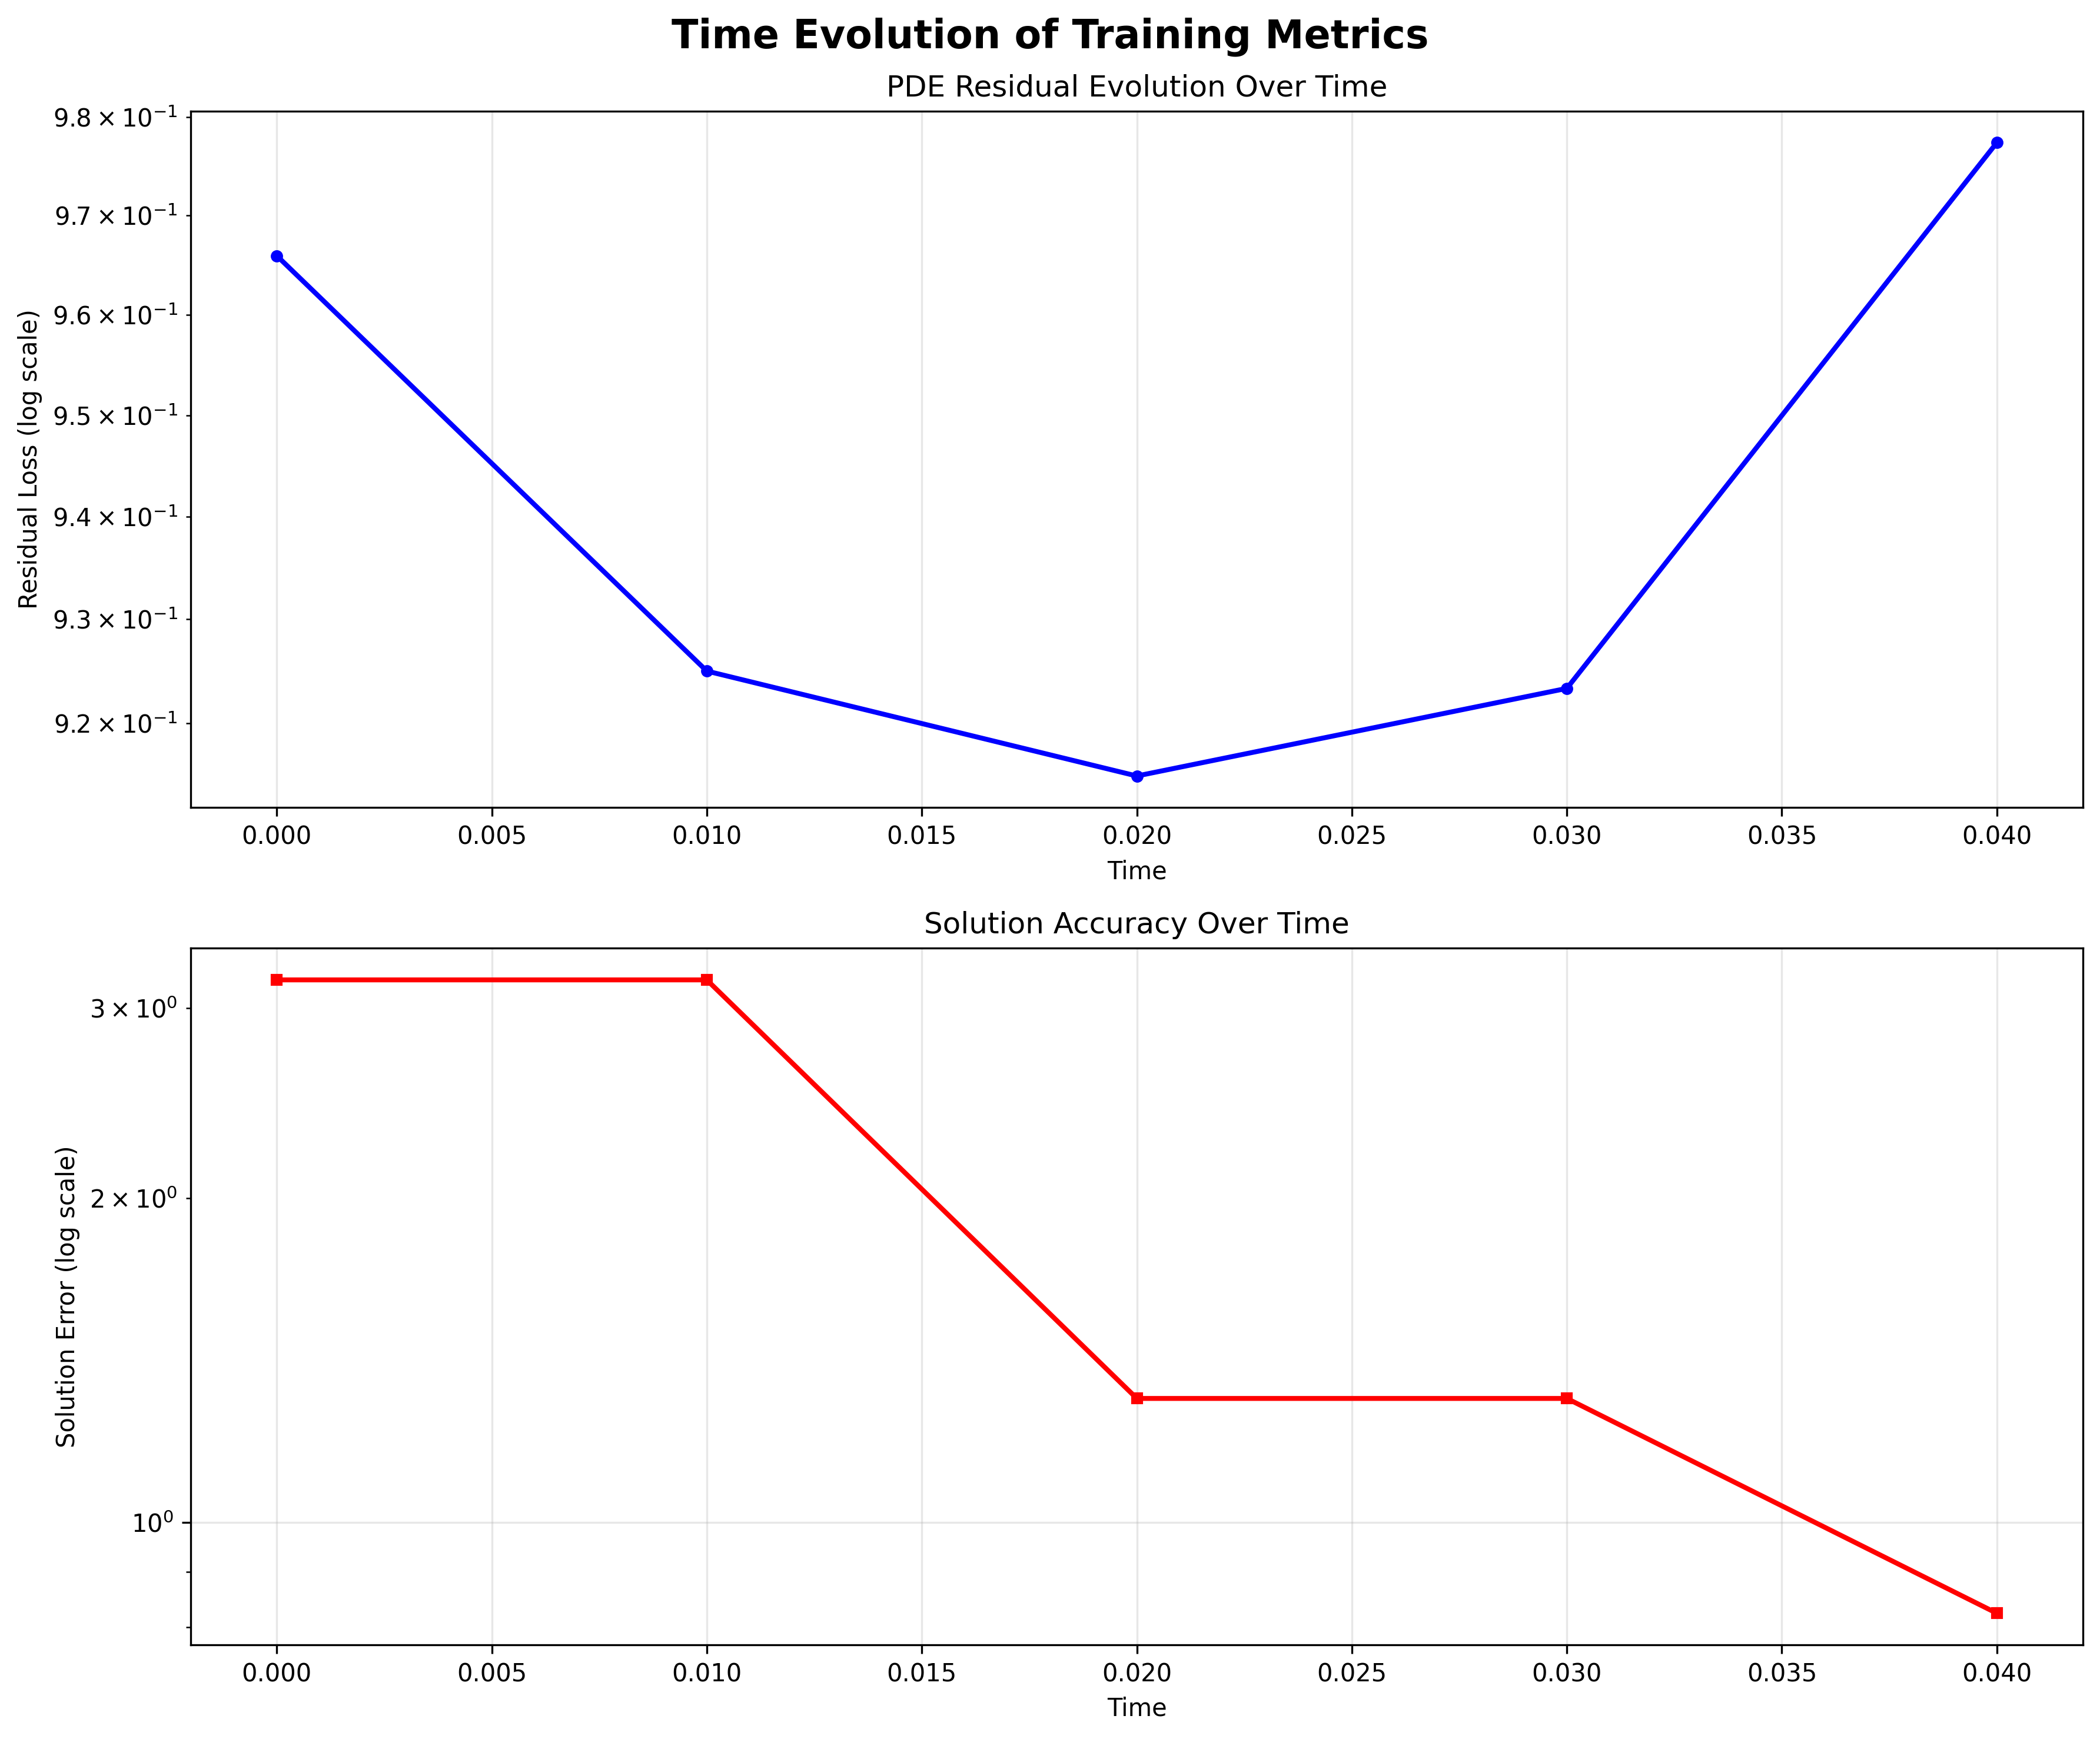 Time Evolution of Training Metrics
PDE Residual Evolution Over Time
9.8 × 10⁻¹
9.7 × 10⁻¹
9.6 × 10⁻¹
9.5 × 10⁻¹
9.4 × 10⁻¹
9.3 × 10⁻¹
9.2 × 10⁻¹
Residual Loss (log scale)
0.000 0.005 0.010 0.015 0.020 0.025 0.030 0.035 0.040
Time
Solution Accuracy Over Time
3 × 10⁰
2 × 10⁰
10⁰
Solution Error (log scale)
0.000 0.005 0.010 0.015 0.020 0.025 0.030 0.035 0.040
Time